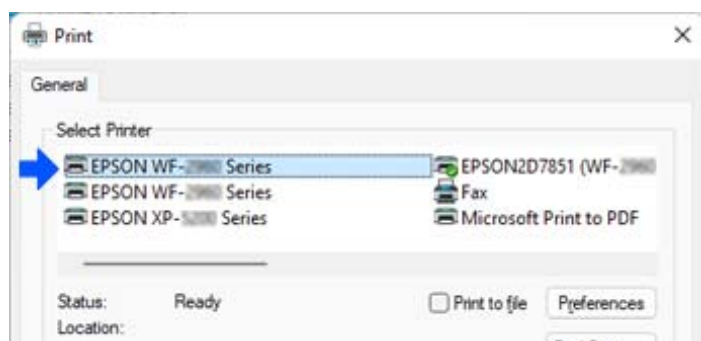 Print
General
Select Printer
EPSON WF- Series
EPSON WF- Series
EPSON XP- Series
EPSON2D7851 (WF-
Fax
Microsoft Print to PDF
Status: Ready
Print to file
Preferences
Location: